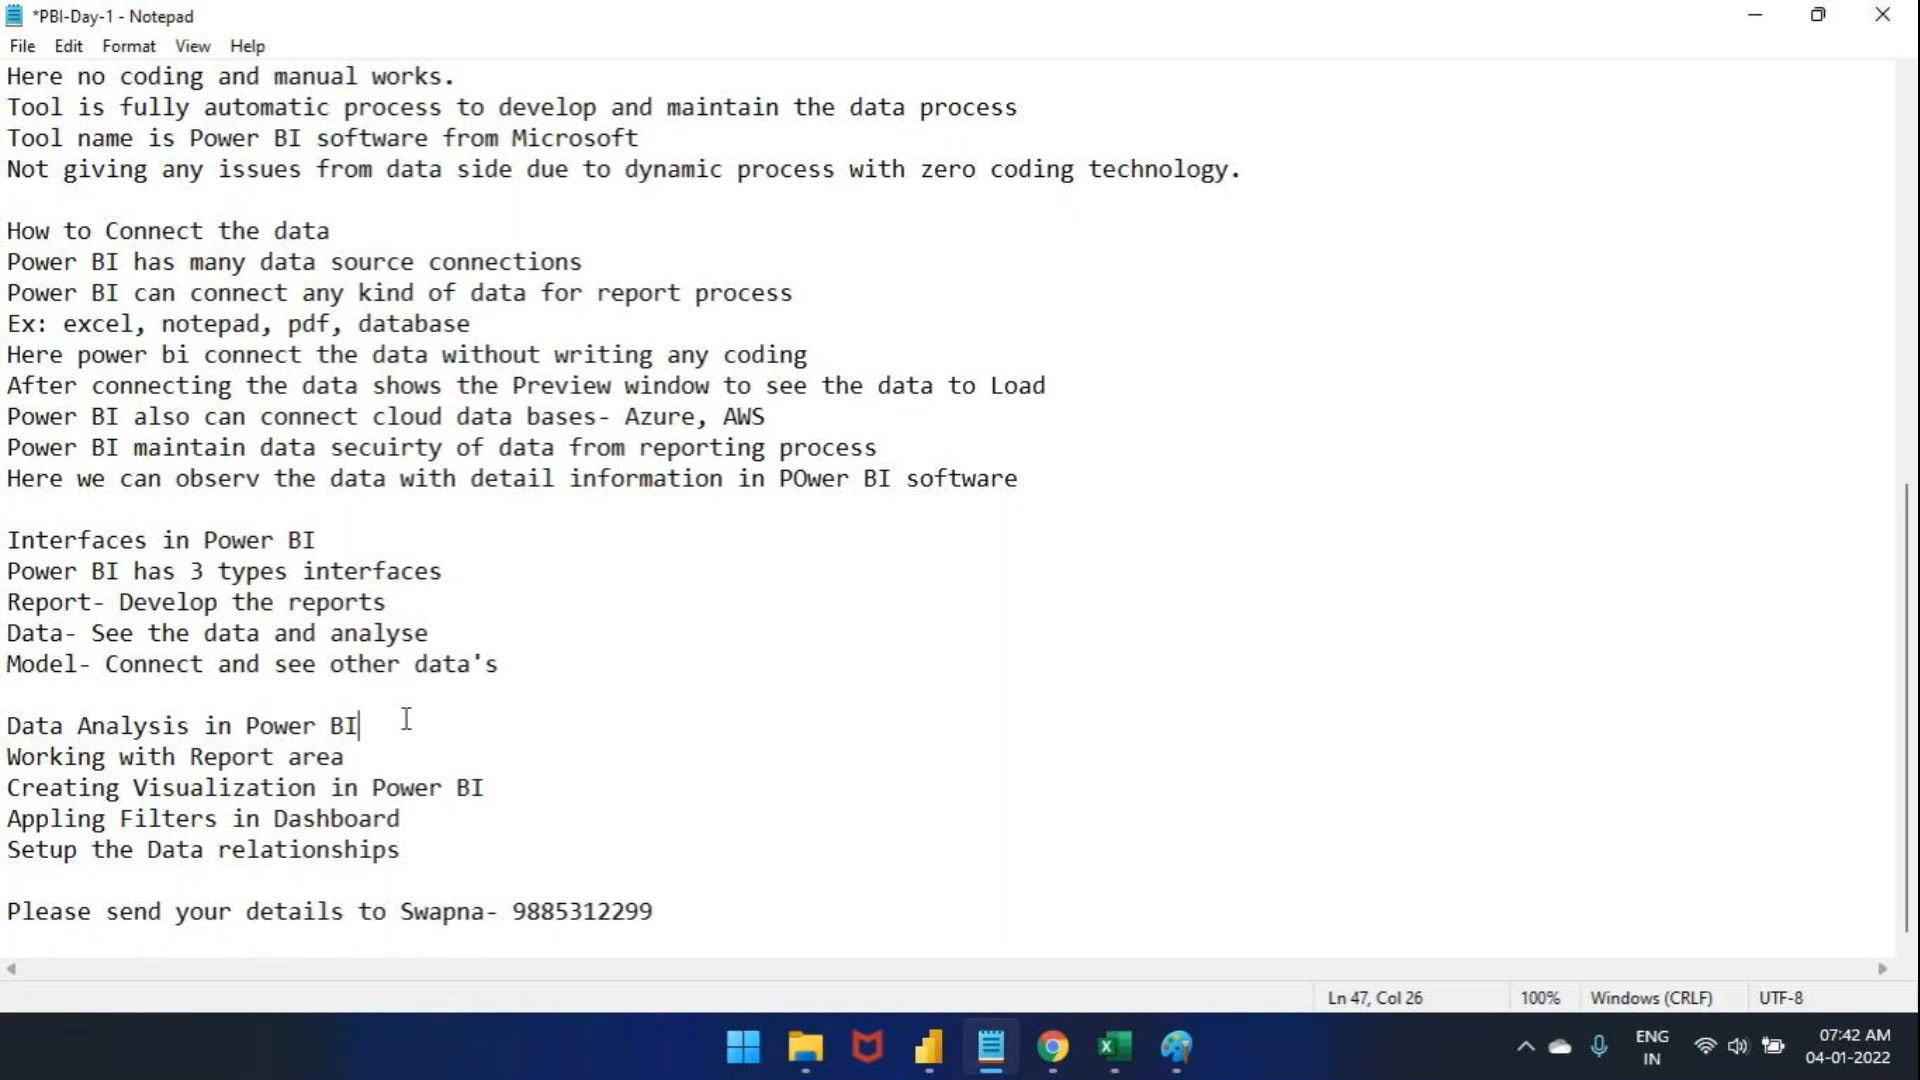 *PBI-Day-1 - Notepad
File Edit Format View Help
Here no coding and manual works.
Tool is fully automatic process to develop and maintain the data process
Tool name is Power BI software from Microsoft
Not giving any issues from data side due to dynamic process with zero coding technology.
How to Connect the data
Power BI has many data source connections
Power BI can connect any kind of data for report process
Ex: excel, notepad, pdf, database
Here power bi connect the data without writing any coding
After connecting the data shows the Preview window to see the data to Load
Power BI also can connect cloud data bases- Azure, AWS
Power BI maintain data secuirty of data from reporting process
Here we can observ the data with detail information in POwer BI software
Interfaces in Power BI
Power BI has 3 types interfaces
Report- Develop the reports
Data- See the data and analyse
Model- Connect and see other data's
Data Analysis in Power BI
Working with Report area
Creating Visualization in Power BI
Appling Filters in Dashboard
Setup the Data relationships
Please send your details to Swapna- 9885312299
Ln 47, Col 26 100% Windows (CRLF) UTF-8
ENG 07:42 AM
IN 04-01-2022